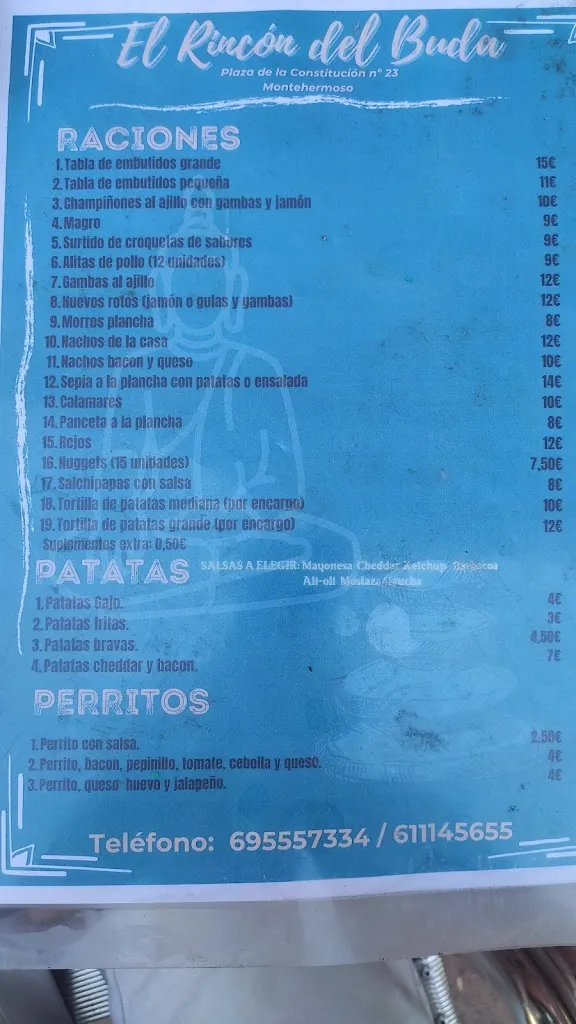 El Rincón del Buda
Plaza de la Constitución nº 23
Montehermoso
RACIONES
1. Tabla de embutidos grande 15€
2. Tabla de embutidos pequeña 11€
3. Champiñones al ajillo con gambas y jamón 10€
4. Magro 9€
5. Surtido de croquetas de sabores 9€
6. Alitas de pollo (12 unidades) 9€
7. Gambas al ajillo 12€
8. Huevos rotos (jamón o gulas y gambas) 12€
9. Morros plancha 8€
10. Nachos de la casa 12€
11. Nachos bacon y queso 10€
12. Sepia a la plancha con patatas o ensalada 14€
13. Calamares 10€
14. Panceta a la plancha 8€
15. Rejos 12€
16. Nuggets (15 unidades) 7,50€
17. Salchipapas con salsa 8€
18. Tortilla de patatas mediana (por encargo) 10€
19. Tortilla de patatas grande (por encargo) 12€
Suplementos extra: 0,50€
PATATAS SALSAS A ELEGIR: Mayonesa Cheddar Ketchup Barbacoa
Ali-oli Mostaza
1. Patatas Gajo. 4€
2. Patatas fritas. 3€
3. Patatas bravas. 4,50€
4. Patatas cheddar y bacon. 7€
PERRITOS
1. Perrito con salsa. 2.50€
2. Perrito, bacon, pepinillo, tomate, cebolla y queso. 4€
3. Perrito, queso huevo y jalapeño. 4€
Teléfono: 695557334 / 611145655